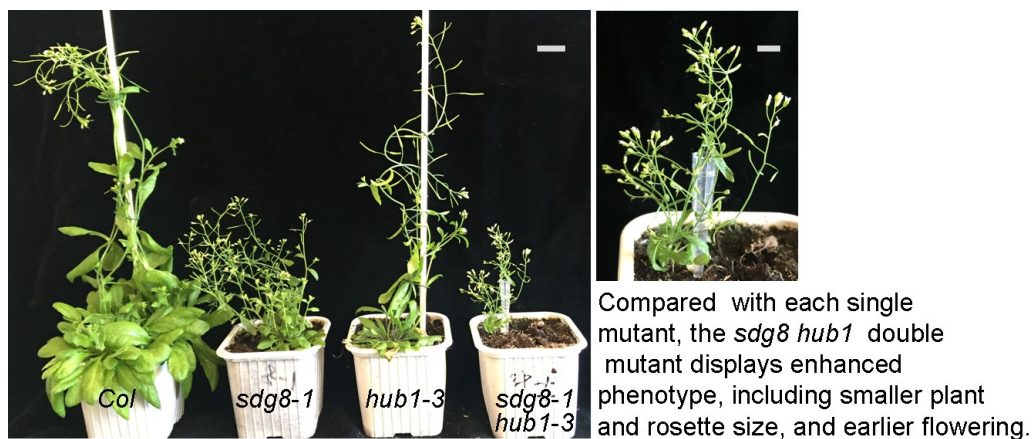 Col
sdg8-1
hub1-3
sdg8-1
hub1-3
Compared with each single
mutant, the sdg8 hub1 double
mutant displays enhanced
phenotype, including smaller plant
and rosette size, and earlier flowering.